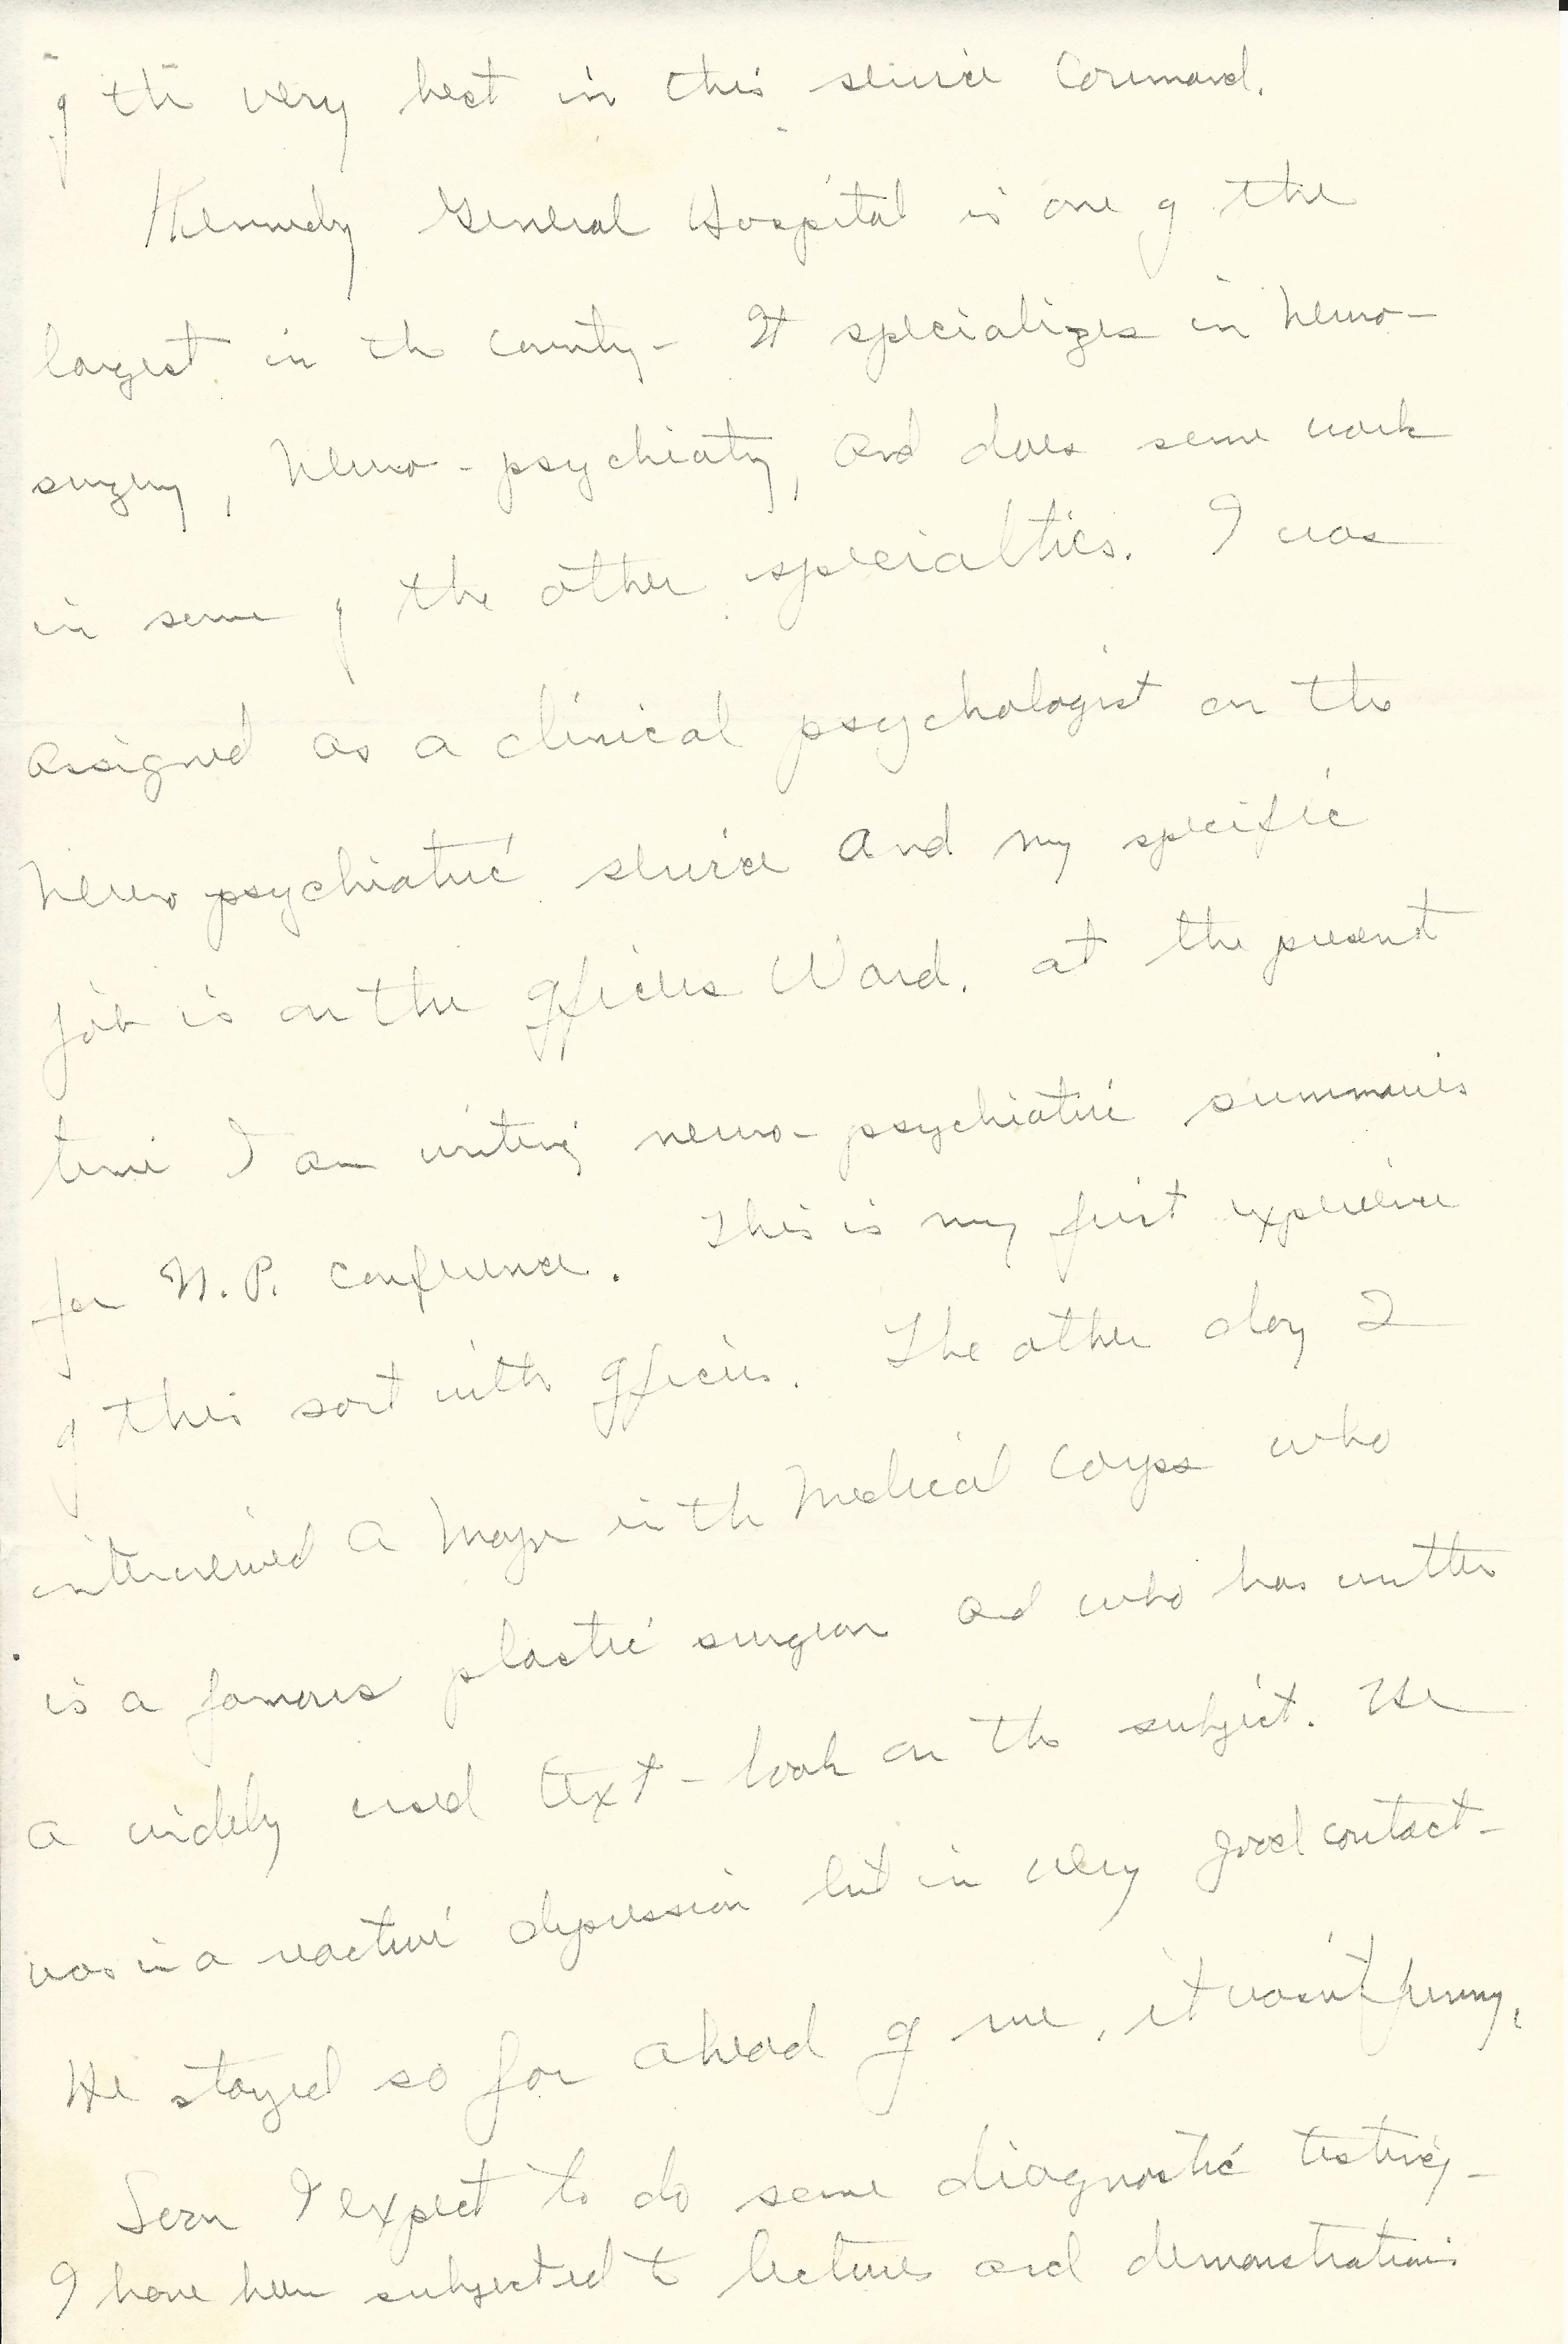 of the very best in this service Command.
Kennedy General Hospital is one of the
largest in the country - It specializes in neuro-
surgery, neuro-psychiatry, and does some work
in some of the other specialties. I was
assigned as a clinical psychologist on the
neuropsychiatric service and my specific
job is on the Officers Ward. At the present
time I am writing neuro-psychiatric summaries
for N.P. conference. This is my first experience
of this sort with Officers. The other day I
interviewed a Major in the Medical Corps who
is a famous plastic surgeon and who has written
a widely used text-book on the subject. He
was in a reactive depression but in very good contact -
He stayed so far ahead of me, it wasn't funny.
Soon I expect to do some diagnostic testing -
I have been subjected to lectures and demonstrations